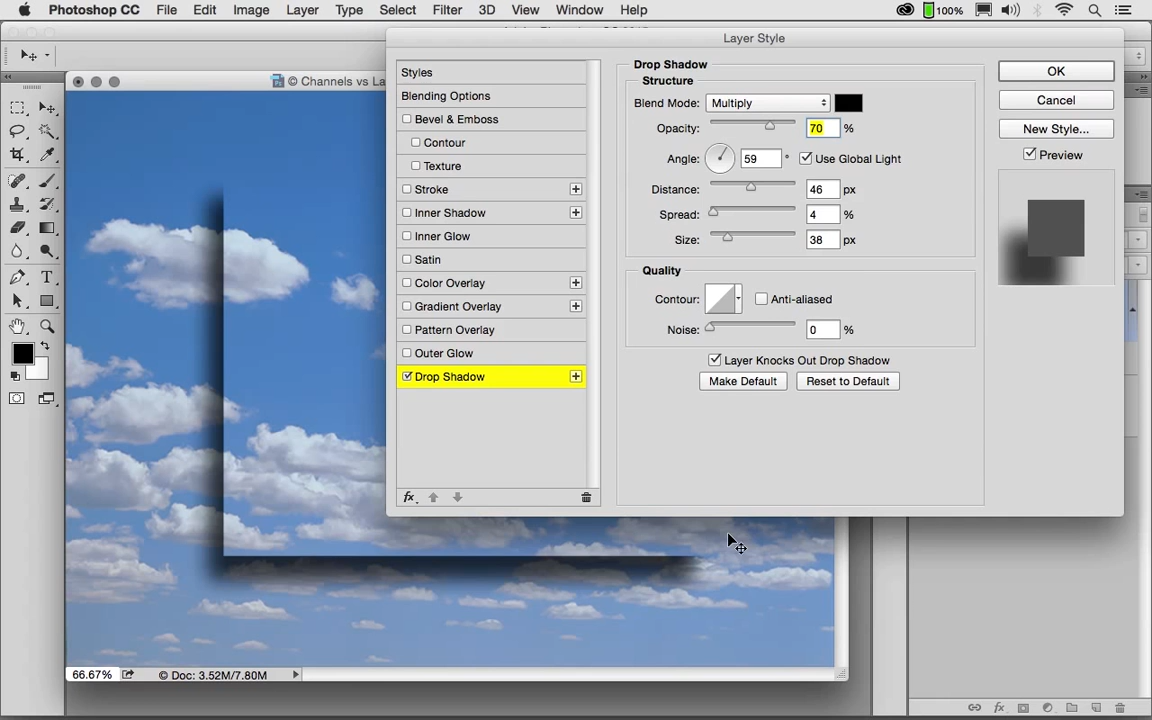 Photoshop CC File Edit Image Layer Type Select Filter 3D View Window Help 100%
Layer Style
© Channels vs La
Styles
Blending Options
Bevel & Emboss
Contour
Texture
Stroke
Inner Shadow
Inner Glow
Satin
Color Overlay
Gradient Overlay
Pattern Overlay
Outer Glow
Drop Shadow
fx
Drop Shadow
Structure
Blend Mode: Multiply
Opacity: 70 %
Angle: 59 ° Use Global Light
Distance: 46 px
Spread: 4 %
Size: 38 px
Quality
Contour: Anti-aliased
Noise: 0 %
Layer Knocks Out Drop Shadow
Make Default Reset to Default
OK
Cancel
New Style...
Preview
66.67% © Doc: 3.52M/7.80M
fx